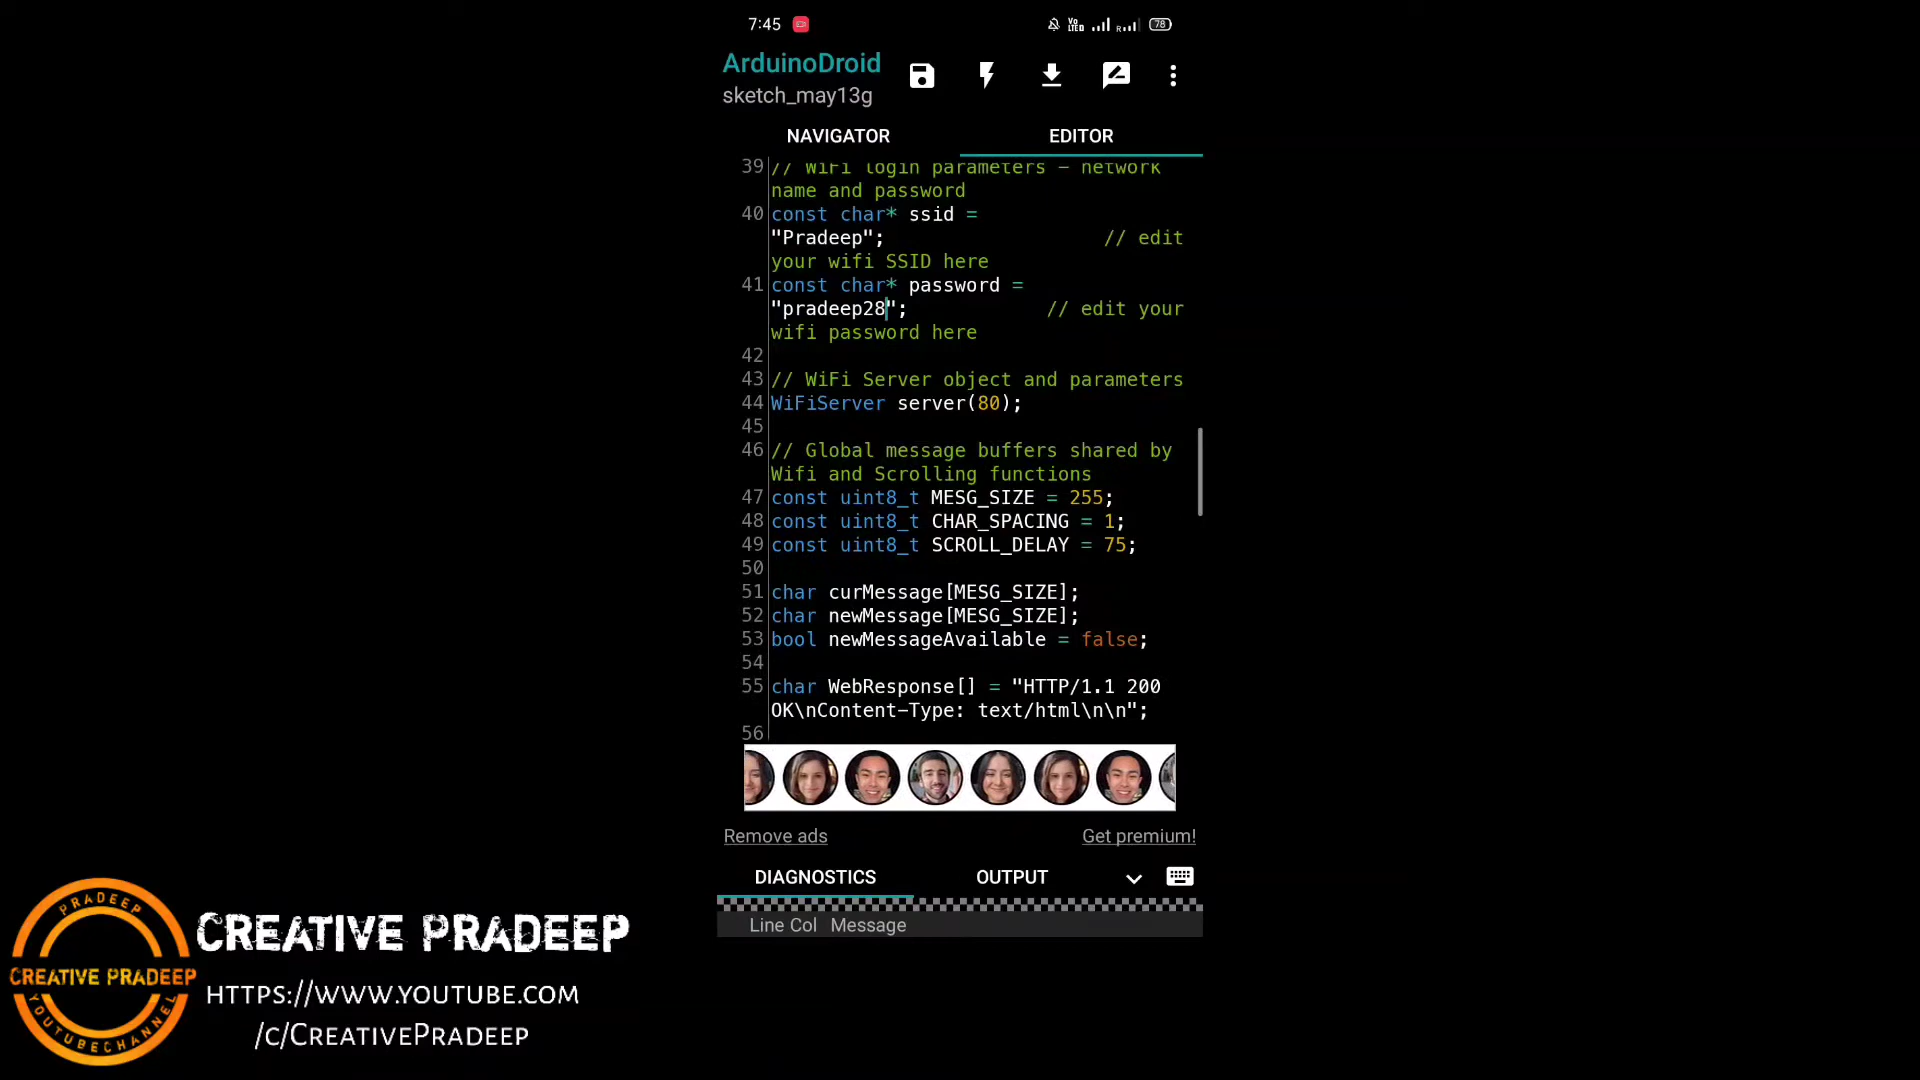 7:45
Vo
LTED
R
78
ArduinoDroid
sketch_may13g
NAVIGATOR
EDITOR
39 // WiFi login parameters - network
name and password
40 const char* ssid =
"Pradeep"; // edit
your wifi SSID here
41 const char* password =
"pradeep28"; // edit your
wifi password here
42
43 // WiFi Server object and parameters
44 WiFiServer server(80);
45
46 // Global message buffers shared by
Wifi and Scrolling functions
47 const uint8_t MESG_SIZE = 255;
48 const uint8_t CHAR_SPACING = 1;
49 const uint8_t SCROLL_DELAY = 75;
50
51 char curMessage[MESG_SIZE];
52 char newMessage[MESG_SIZE];
53 bool newMessageAvailable = false;
54
55 char WebResponse[] = "HTTP/1.1 200
OK\nContent-Type: text/html\n\n";
56
Remove ads
Get premium!
DIAGNOSTICS
OUTPUT
Line Col Message
PRADEEP
CREATIVE PRADEEP
YOUTUBECHANNEL
CREATIVE PRADEEP
HTTPS://WWW.YOUTUBE.COM
/c/CREATIVEPRADEEP